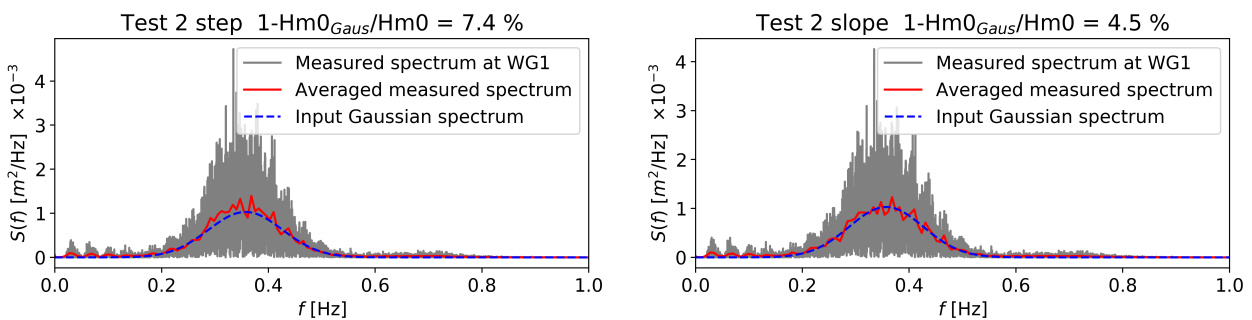 Test 2 step 1-Hm0_Gaus/Hm0 = 7.4 %
Measured spectrum at WG1
Averaged measured spectrum
Input Gaussian spectrum
S(f) [m²/Hz] ×10⁻³
4
3
2
1
0
0.0 0.2 0.4 0.6 0.8 1.0
f [Hz]
Test 2 slope 1-Hm0_Gaus/Hm0 = 4.5 %
Measured spectrum at WG1
Averaged measured spectrum
Input Gaussian spectrum
S(f) [m²/Hz] ×10⁻³
4
3
2
1
0
0.0 0.2 0.4 0.6 0.8 1.0
f [Hz]